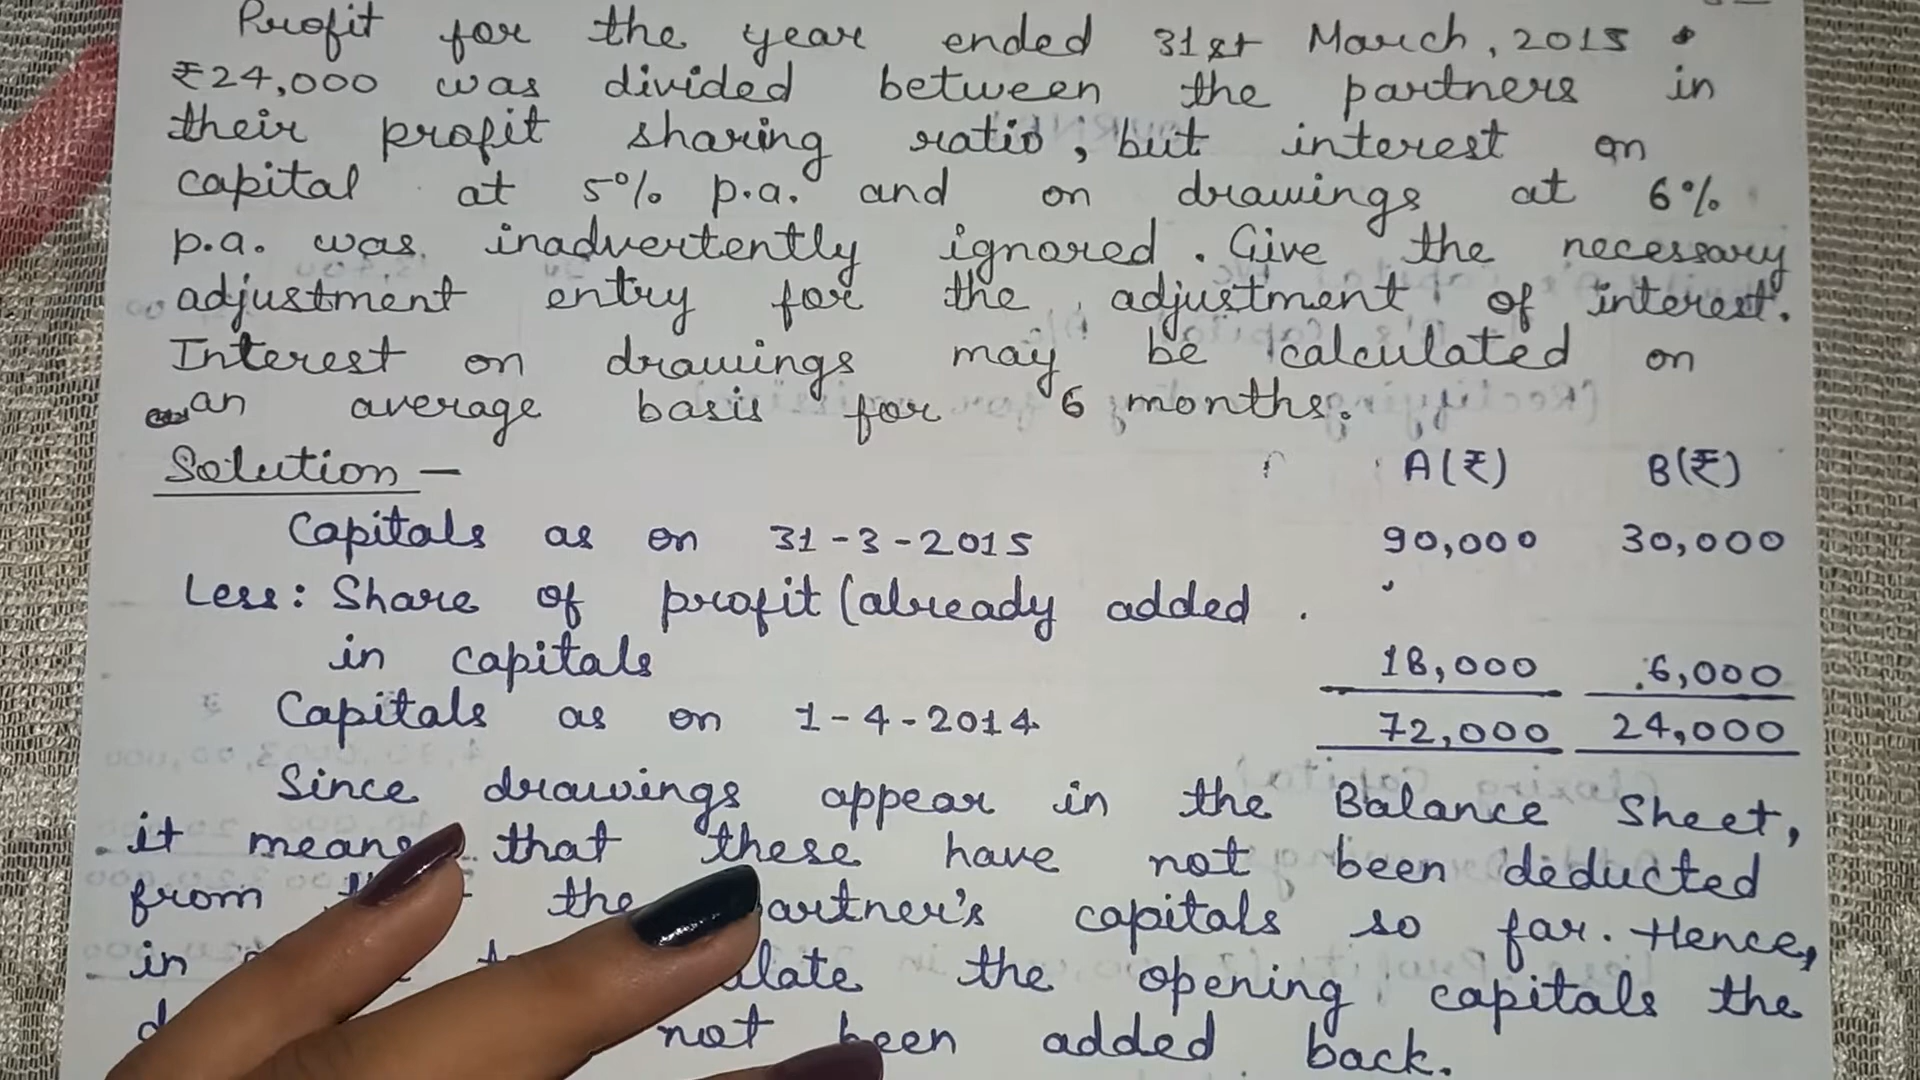 Profit for the year ended 31st March, 2015
₹24,000 was divided between the partners in
their profit sharing ratio, but interest on
capital at 5% p.a. and on drawings at 6%
p.a. was inadvertently ignored. Give the necessary
adjustment entry for the adjustment of interest.
Interest on drawings may be calculated on
an average basis for 6 months.
Solution — A(₹) B(₹)
Capitals as on 31-3-2015 90,000 30,000
Less: Share of profit (already added
in capitals 18,000 6,000
Capitals as on 1-4-2014 72,000 24,000
Since drawings appear in the Balance Sheet,
it means that these have not been deducted
from the partner's capitals so far. Hence,
in the opening capitals the
not been added back.